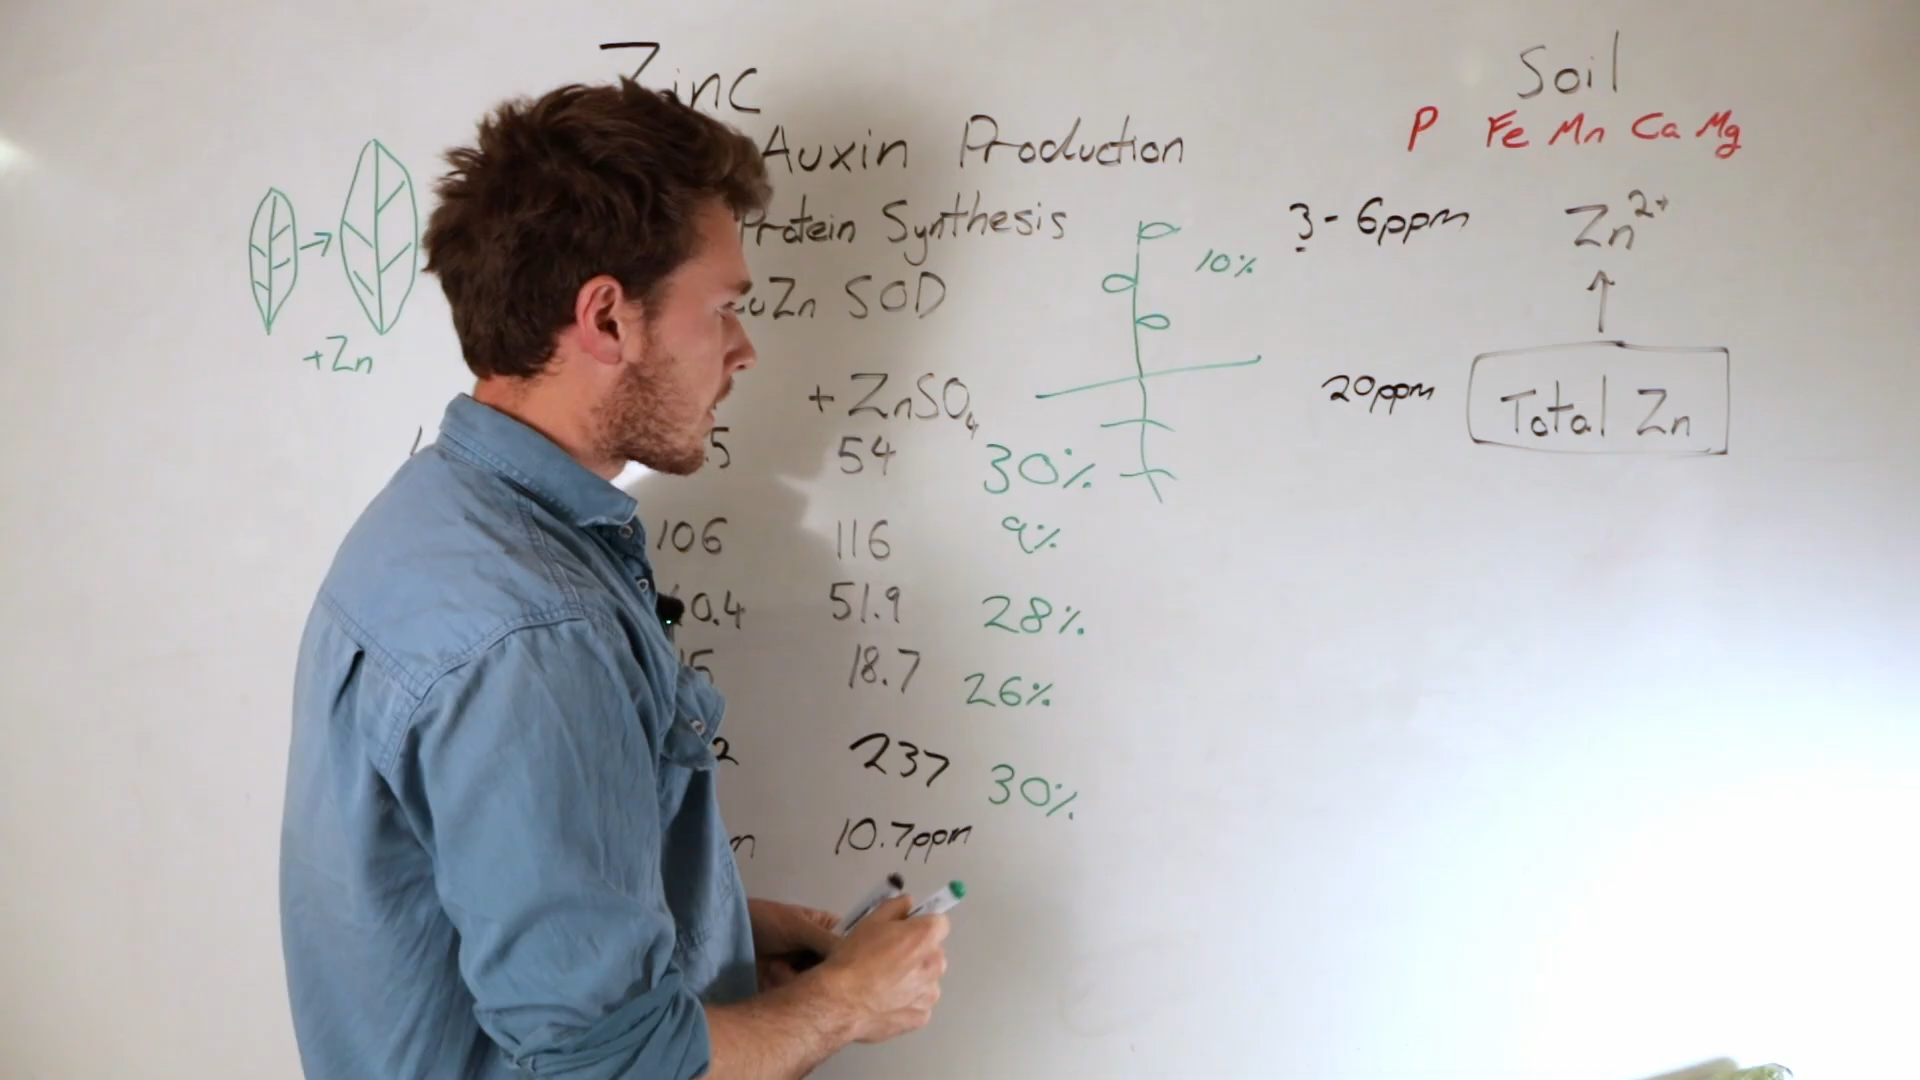 Zinc
Auxin Production
Protein Synthesis
CuZn SOD
+Zn
10%
+ ZnSO4
.5 54 30%
106 116 9%
0.4 51.9 28%
15 18.7 26%
2 237 30%
10.7ppm
Soil
P Fe Mn Ca Mg
3 - 6ppm Zn2+
↑
20ppm Total Zn